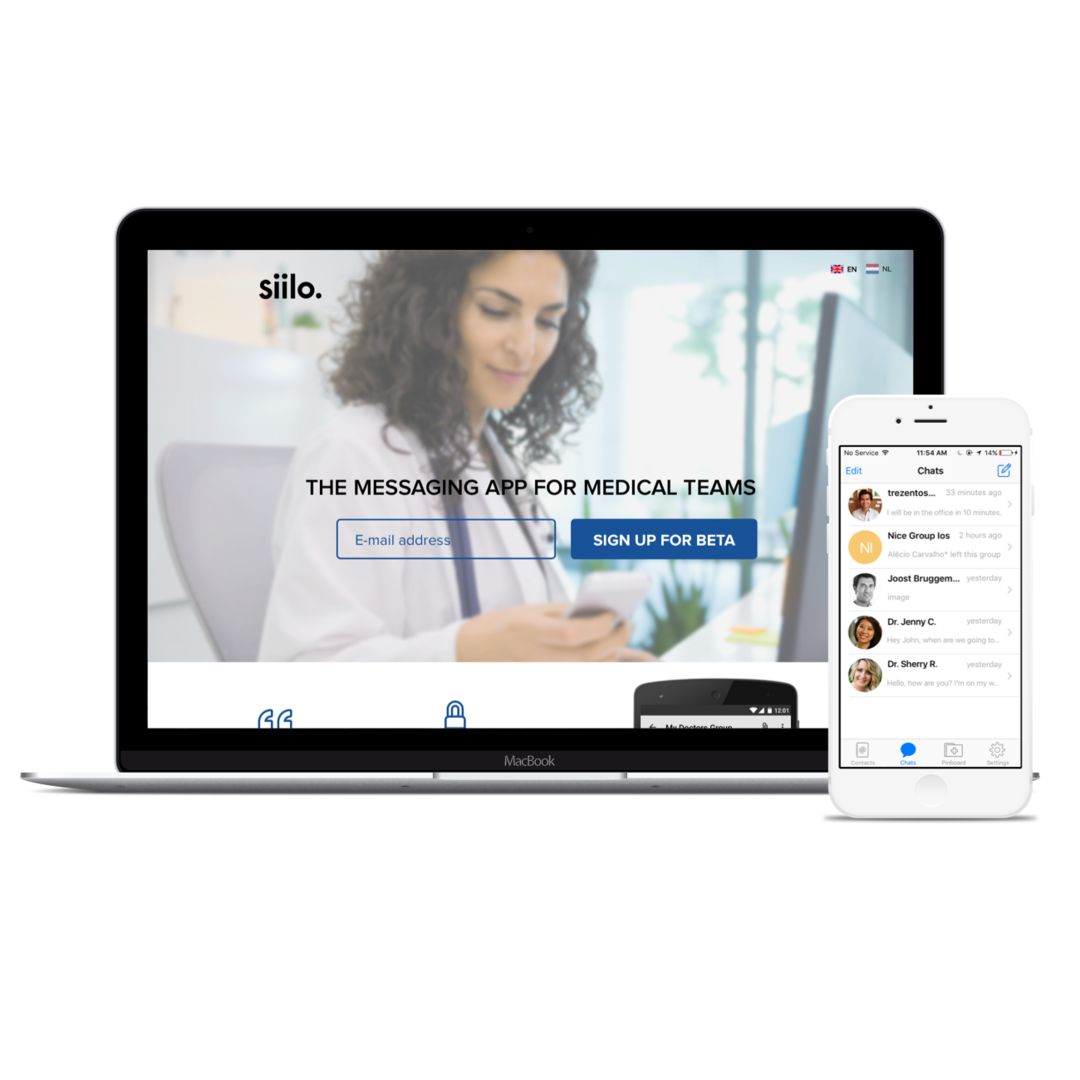 siilo.
EN NL
THE MESSAGING APP FOR MEDICAL TEAMS
E-mail address
SIGN UP FOR BETA
12:01
My Doctors Group
MacBook
No Service 11:54 AM 14%
Edit Chats
trezentos... 33 minutes ago
I will be in the office in 10 minutes.
NI
Nice Group Ios 2 hours ago
Alécio Carvalho* left this group
Joost Bruggem... yesterday
image
Dr. Jenny C. yesterday
Hey John, when are we going to...
Dr. Sherry R. yesterday
Hello, how are you? I'm on my w...
Contacts Chats Pinboard Settings